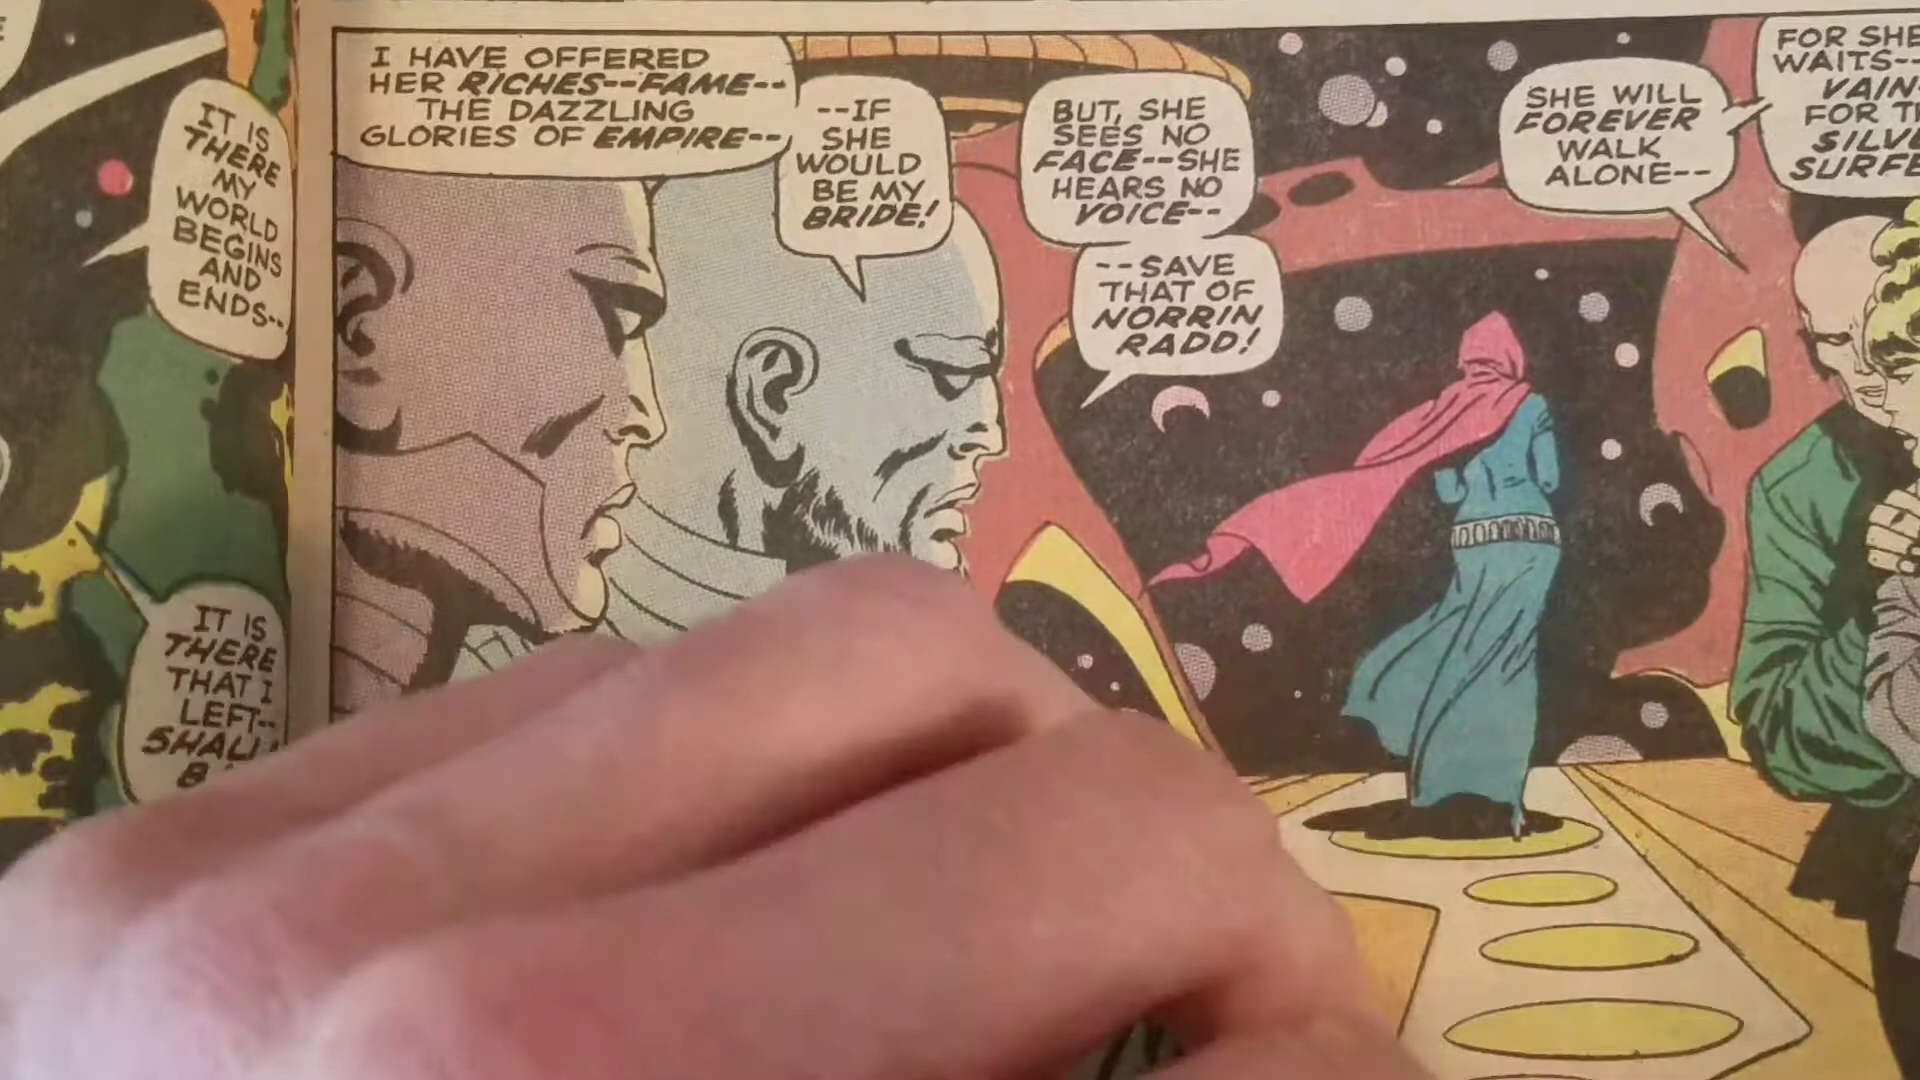 IT IS
THERE
MY
WORLD
BEGINS
AND
ENDS--
IT IS
THERE
THAT I
LEFT--
I HAVE OFFERED
HER RICHES--FAME--
THE DAZZLING
GLORIES OF EMPIRE--
--IF
SHE
WOULD
BE MY
BRIDE!
BUT, SHE
SEES NO
FACE--SHE
HEARS NO
VOICE--
--SAVE
THAT OF
NORRIN
RADD!
SHE WILL
FOREVER
WALK
ALONE--
FOR SHE
WAITS--
VAIN
FOR